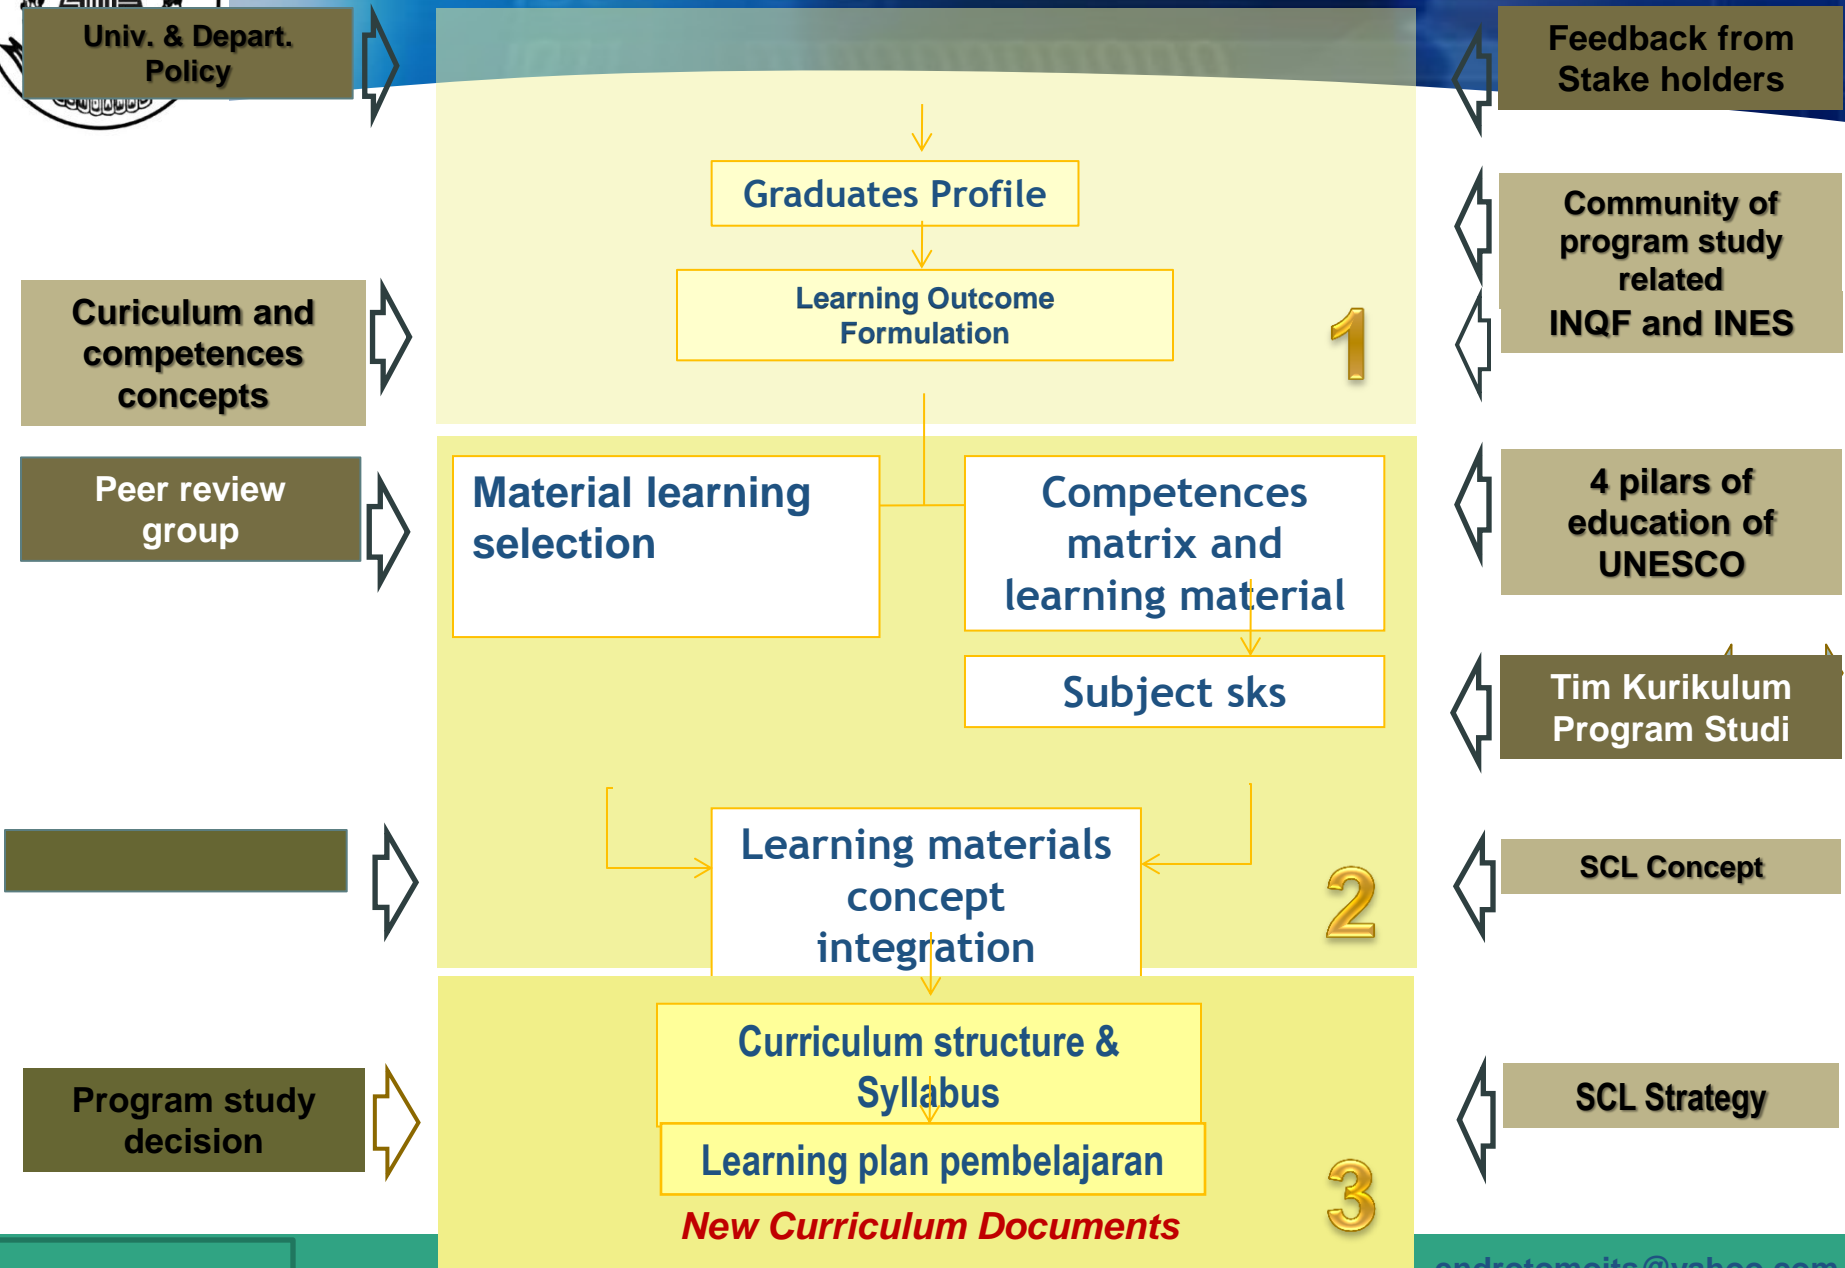 Univ. & Depart.
Policy
Feedback from
Stake holders
Graduates Profile
Community of
program study
related
Learning Outcome
Formulation
1
INQF and INES
Curiculum and
competences
concepts
Peer review
group
Material learning
selection
Competences
matrix and
learning material
4 pilars of
education of
UNESCO
Subject sks
Tim Kurikulum
Program Studi
Learning materials
concept
integration
2
SCL Concept
Curriculum structure &
Syllabus
Program study
decision
SCL Strategy
Learning plan pembelajaran
3
New Curriculum Documents